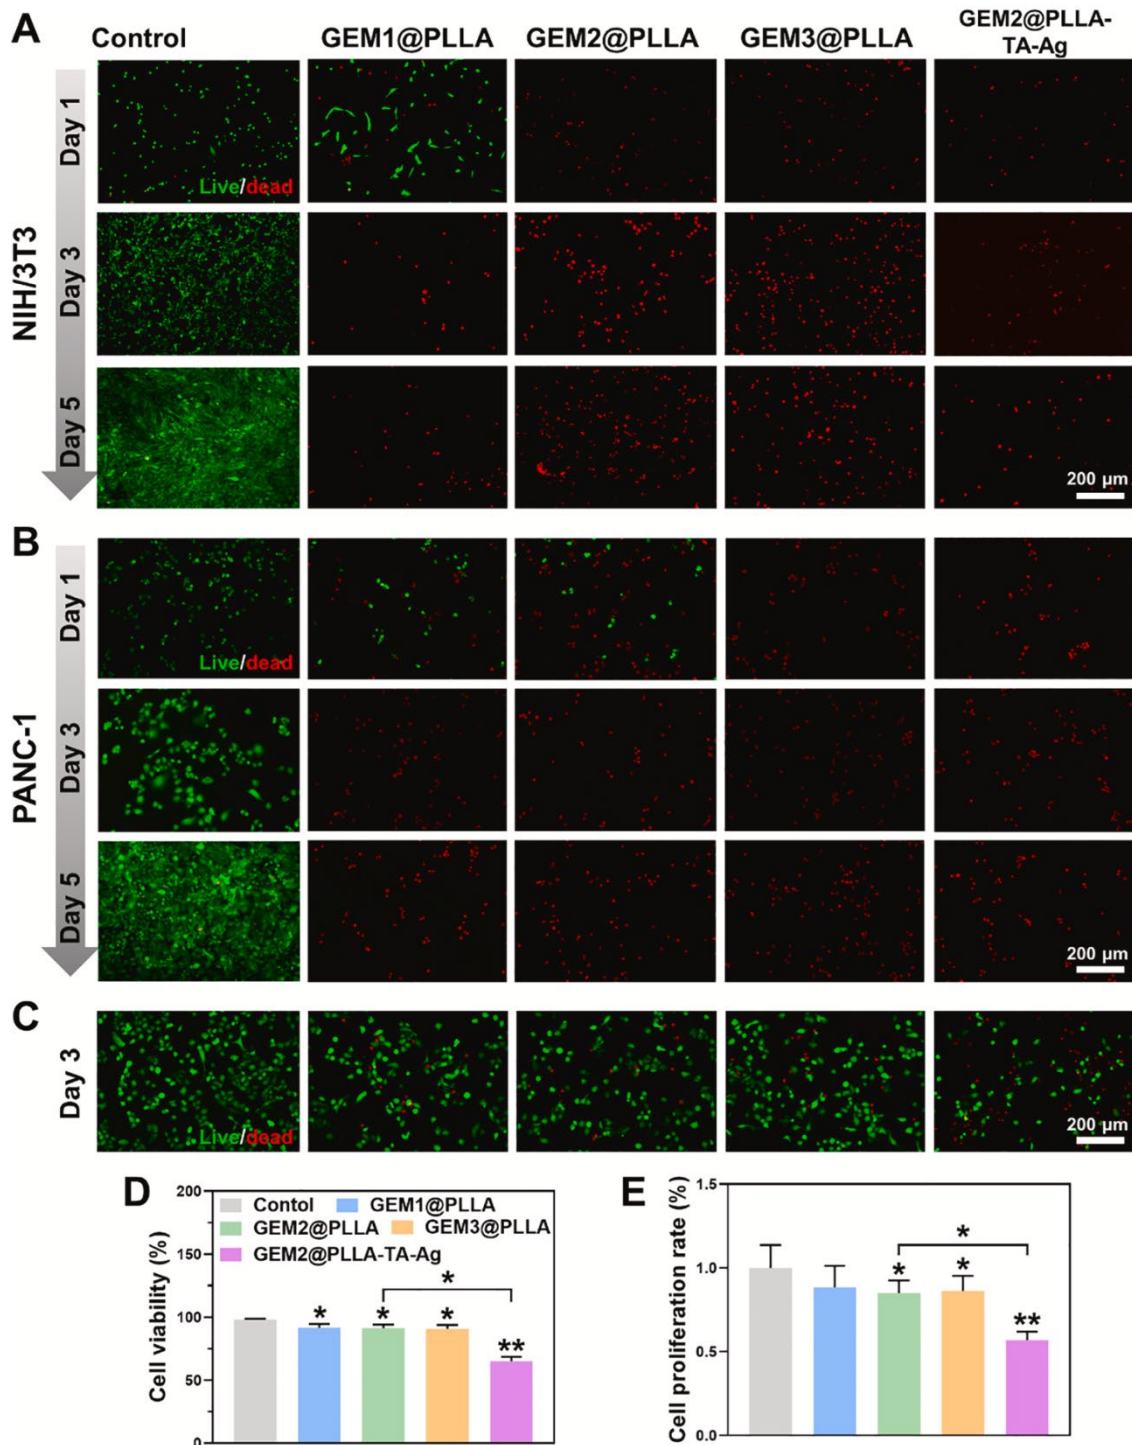 A
Control
GEM1@PLLA
GEM2@PLLA
GEM3@PLLA
GEM2@PLLA-
TA-Ag
NIH/3T3
Day 1
Live/dead
Day 3
Day 5
200 µm
B
PANC-1
Day 1
Live/dead
Day 3
Day 5
200 µm
C
Day 3
Live/dead
200 µm
D
Cell viability (%)
200
150
100
50
0
Contol
GEM1@PLLA
GEM2@PLLA
GEM3@PLLA
GEM2@PLLA-TA-Ag
*
*
*
*
**
E
Cell proliferation rate (%)
1.5
1.0
0.5
0.0
*
*
*
**